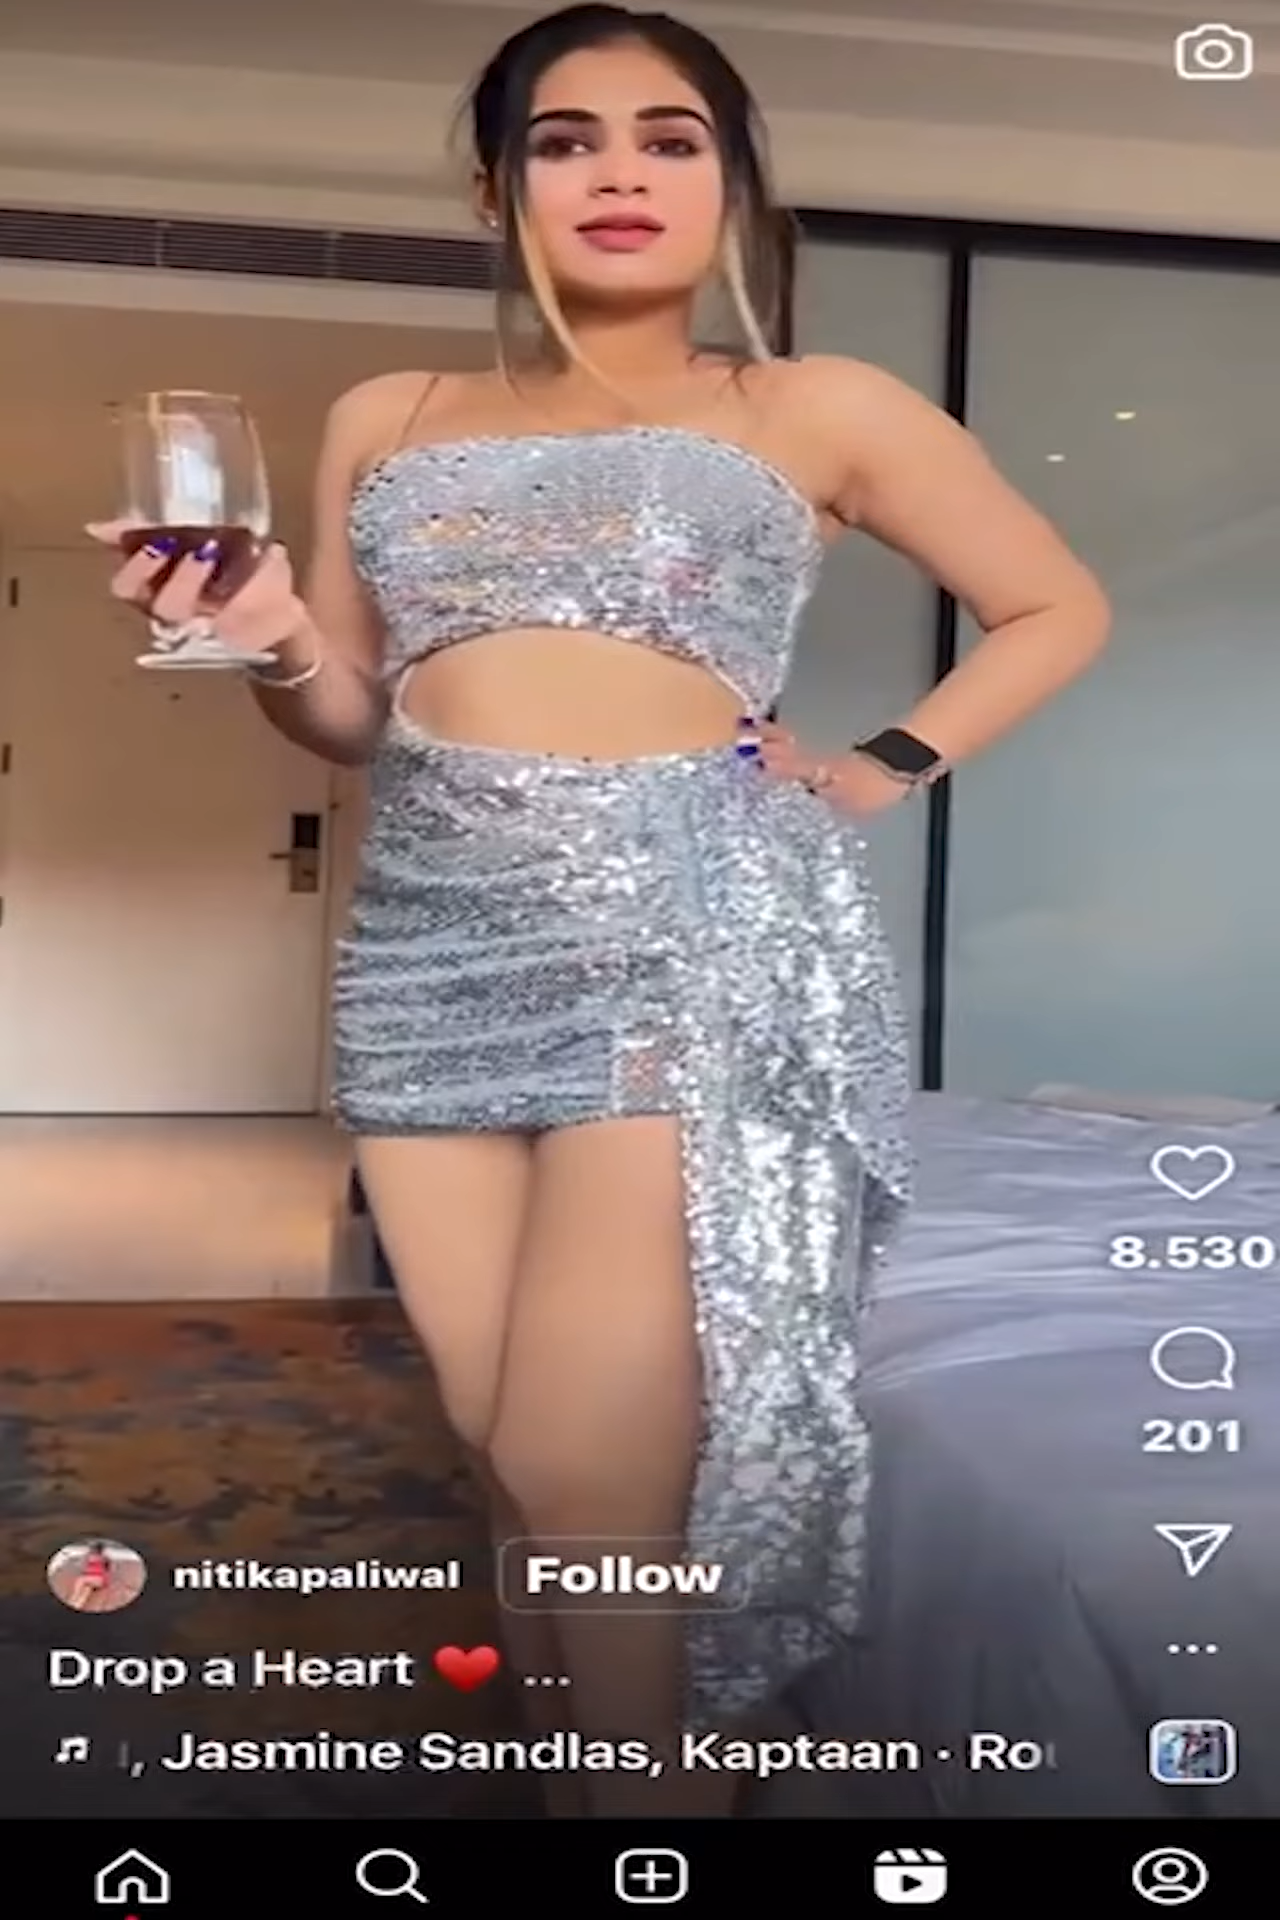 8.530
201
nitikapaliwal
Follow
Drop a Heart ❤️ ...
, Jasmine Sandlas, Kaptaan · Ro